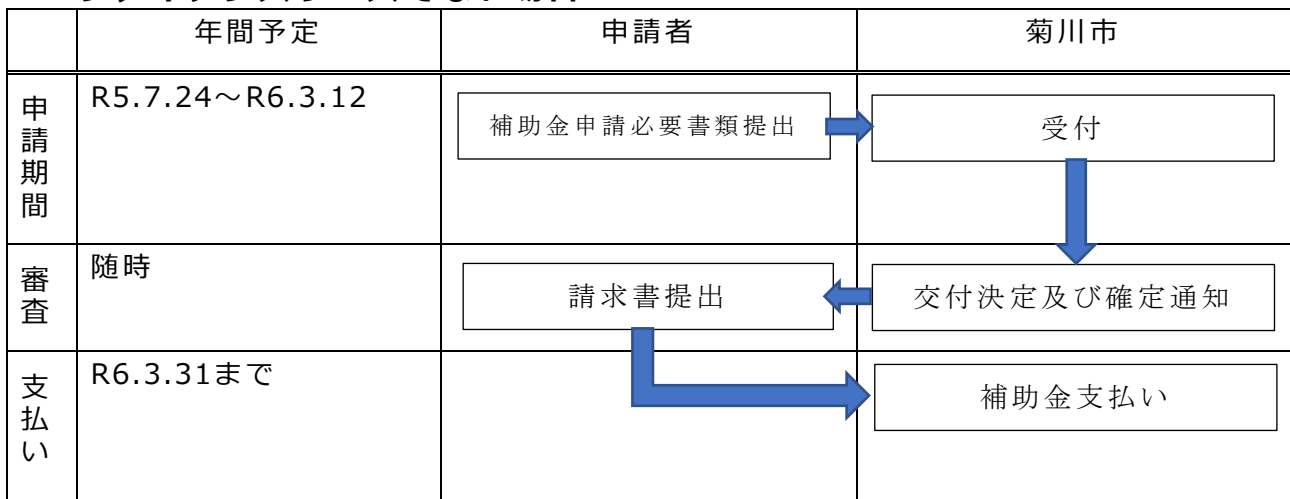 年間予定 申請者 菊川市
申請期間
R5.7.24～R6.3.12
補助金申請必要書類提出
受付
審査
随時
請求書提出
交付決定及び確定通知
支払い
R6.3.31まで
補助金支払い